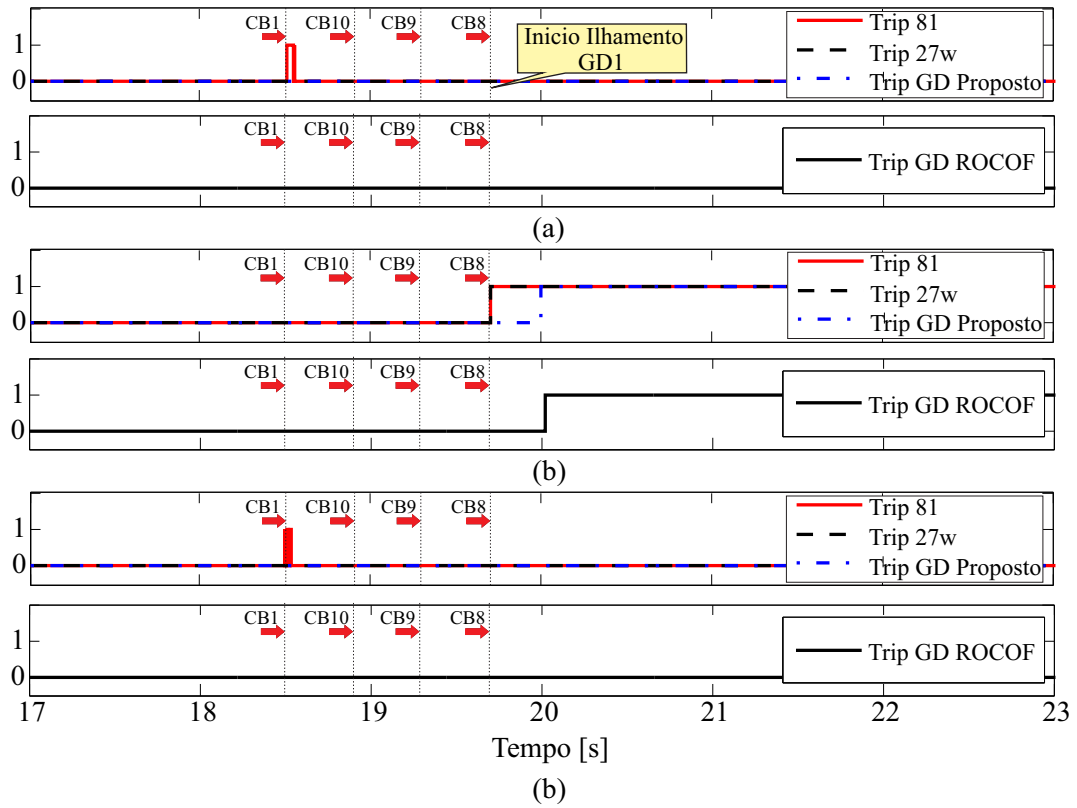 CB1 CB10 CB9 CB8
Inicio Ilhamento
GD1
1
0
Trip 81
Trip 27w
Trip GD Proposto
CB1 CB10 CB9 CB8
1
0
Trip GD ROCOF
(a)
CB1 CB10 CB9 CB8
1
0
Trip 81
Trip 27w
Trip GD Proposto
CB1 CB10 CB9 CB8
1
0
Trip GD ROCOF
(b)
CB1 CB10 CB9 CB8
1
0
Trip 81
Trip 27w
Trip GD Proposto
CB1 CB10 CB9 CB8
1
0
Trip GD ROCOF
17 18 19 20 21 22 23
Tempo [s]
(b)